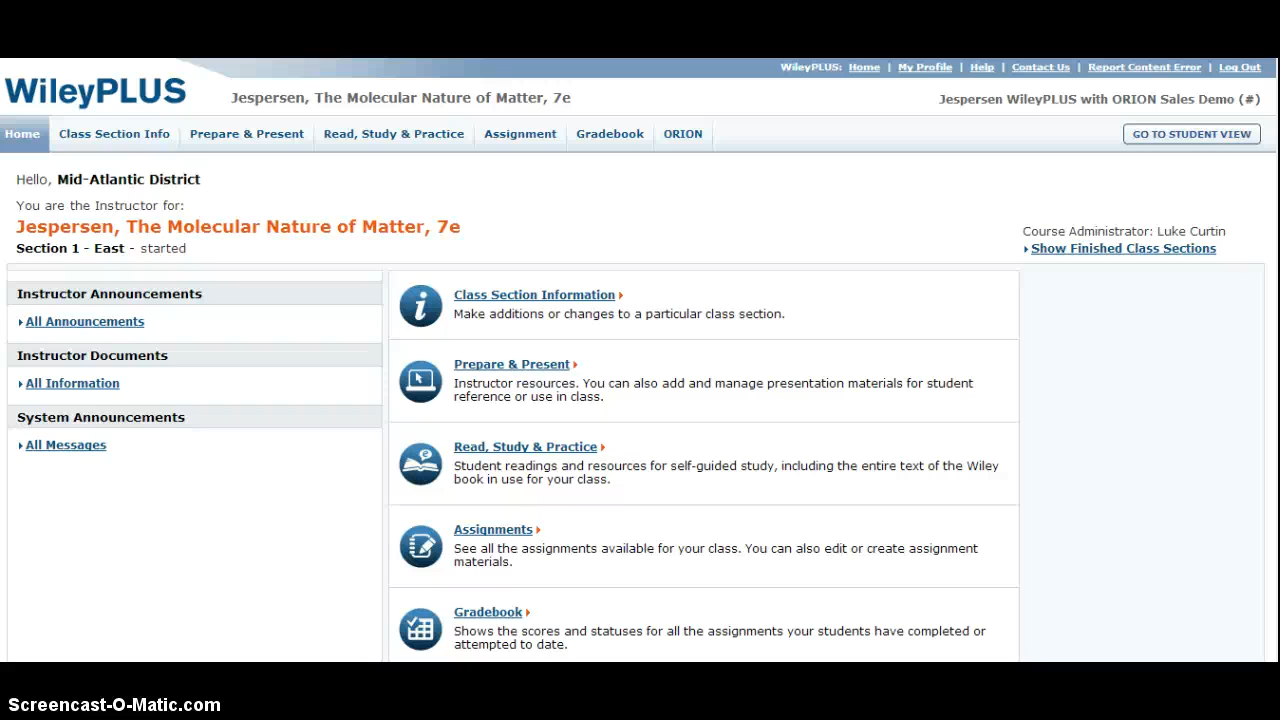 WileyPLUS: Home | My Profile | Help | Contact Us | Report Content Error | Log Out
WileyPLUS
Jespersen, The Molecular Nature of Matter, 7e
Jespersen WileyPLUS with ORION Sales Demo (#)
Home Class Section Info Prepare & Present Read, Study & Practice Assignment Gradebook ORION GO TO STUDENT VIEW
Hello, Mid-Atlantic District
You are the Instructor for:
Jespersen, The Molecular Nature of Matter, 7e
Section 1 - East - started
Course Administrator: Luke Curtin
Show Finished Class Sections
Instructor Announcements
All Announcements
Instructor Documents
All Information
System Announcements
All Messages
Class Section Information
Make additions or changes to a particular class section.
Prepare & Present
Instructor resources. You can also add and manage presentation materials for student
reference or use in class.
Read, Study & Practice
Student readings and resources for self-guided study, including the entire text of the Wiley
book in use for your class.
Assignments
See all the assignments available for your class. You can also edit or create assignment
materials.
Gradebook
Shows the scores and statuses for all the assignments your students have completed or
attempted to date.
Screencast-O-Matic.com